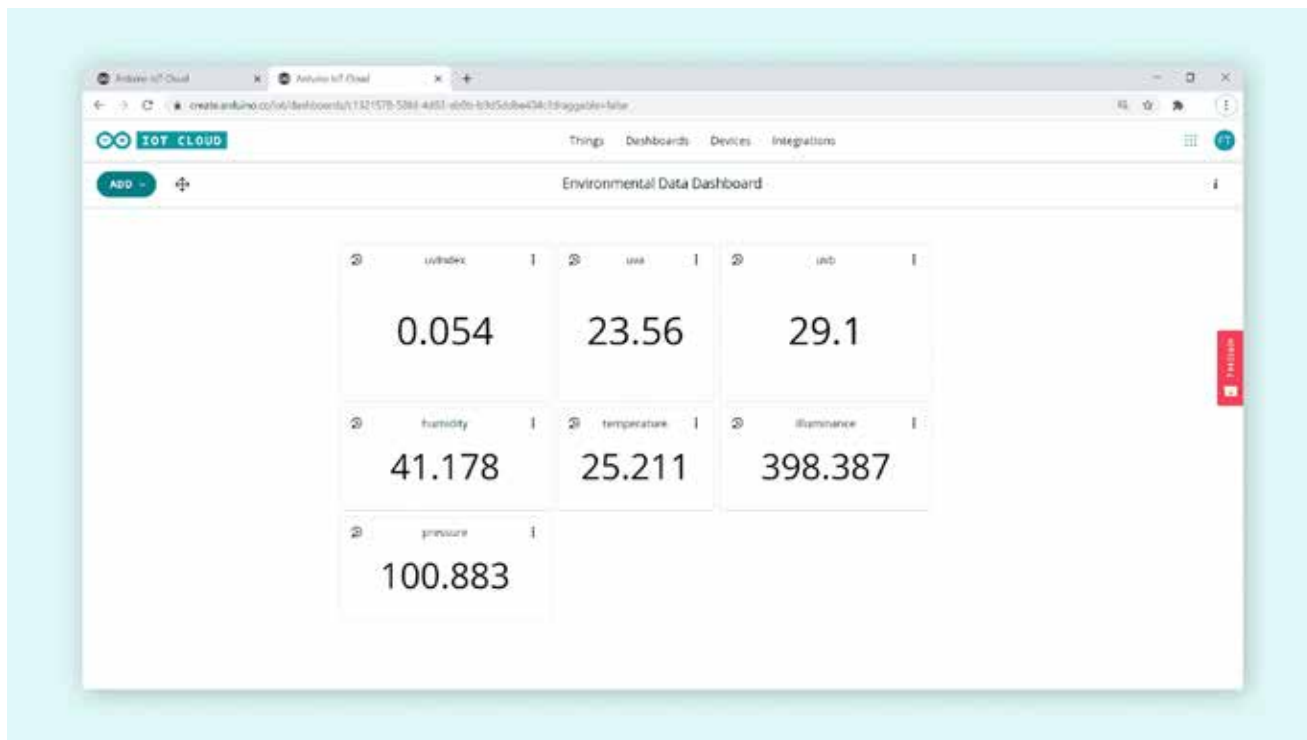 Arduino IoT Cloud Arduino IoT Cloud
IOT CLOUD Things Dashboards Devices Integrations
ADD Environmental Data Dashboard
uvIndex uva uvb
0.054 23.56 29.1
humidity temperature illuminance
41.178 25.211 398.387
pressure
100.883